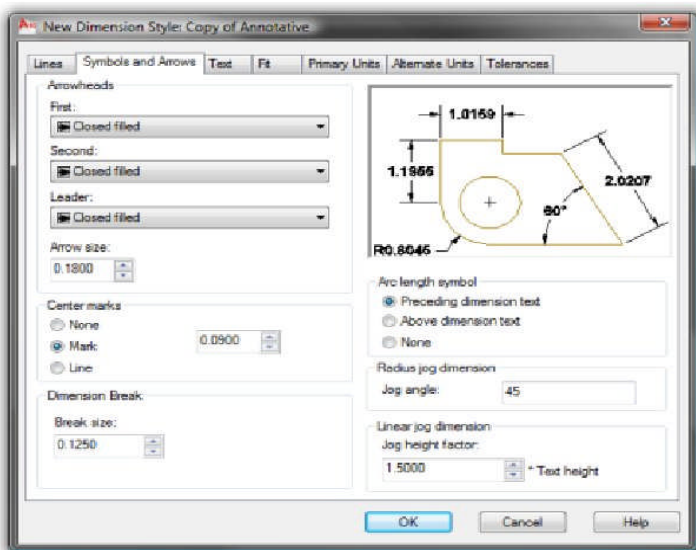 New Dimension Style: Copy of Annotative
Lines Symbols and Arrows Text Fit Primary Units Alternate Units Tolerances
Arrowheads
First:
Closed filled
Second:
Closed filled
Leader:
Closed filled
Arrow size:
0.1800
Center marks
None
Mark
0.0900
Line
Dimension Break
Break size:
0.1250
1.0159
1.1955
2.0207
60°
R0.8045
Arc length symbol
Preceding dimension text
Above dimension text
None
Radius jog dimension
Jog angle: 45
Linear jog dimension
Jog height factor:
1.5000 * Text height
OK Cancel Help